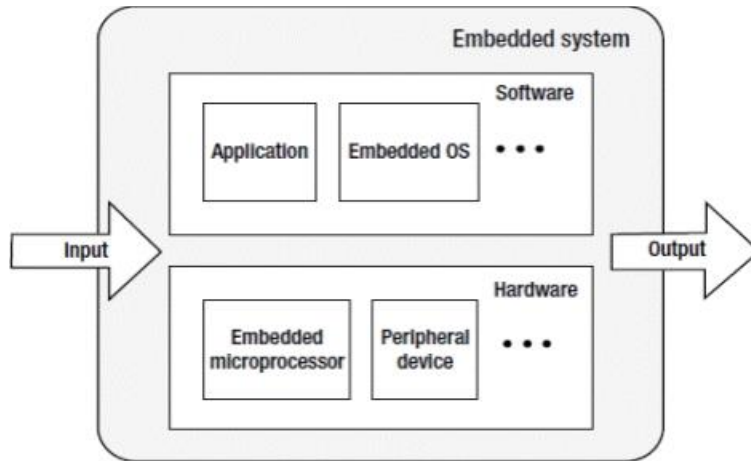 Embedded system
Software
Application
Embedded OS
Input
Output
Hardware
Embedded
microprocessor
Peripheral
device